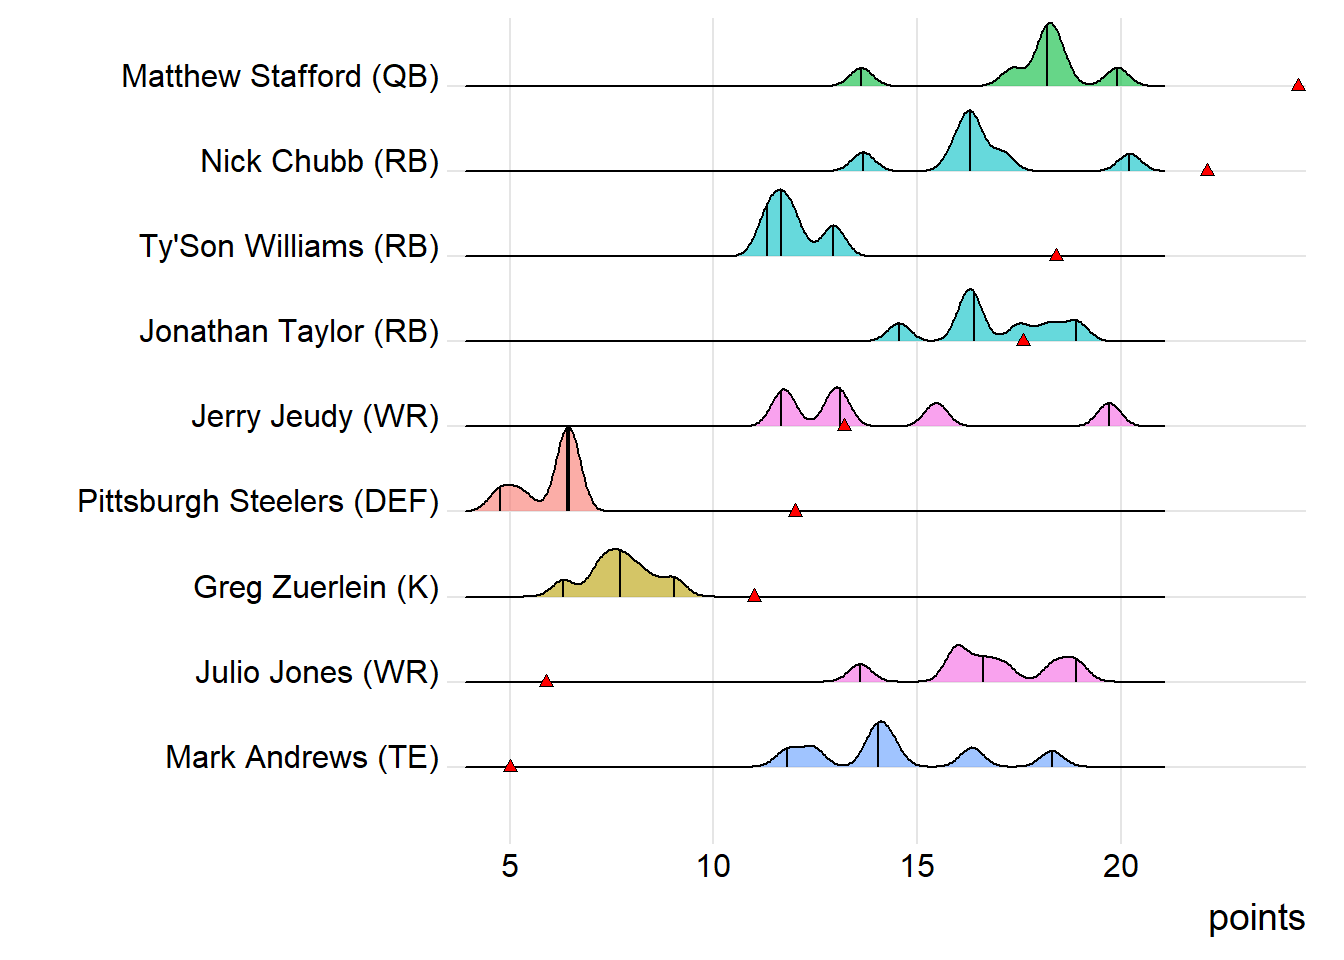 Matthew Stafford (QB)
Nick Chubb (RB)
Ty'Son Williams (RB)
Jonathan Taylor (RB)
Jerry Jeudy (WR)
Pittsburgh Steelers (DEF)
Greg Zuerlein (K)
Julio Jones (WR)
Mark Andrews (TE)
5 10 15 20
points